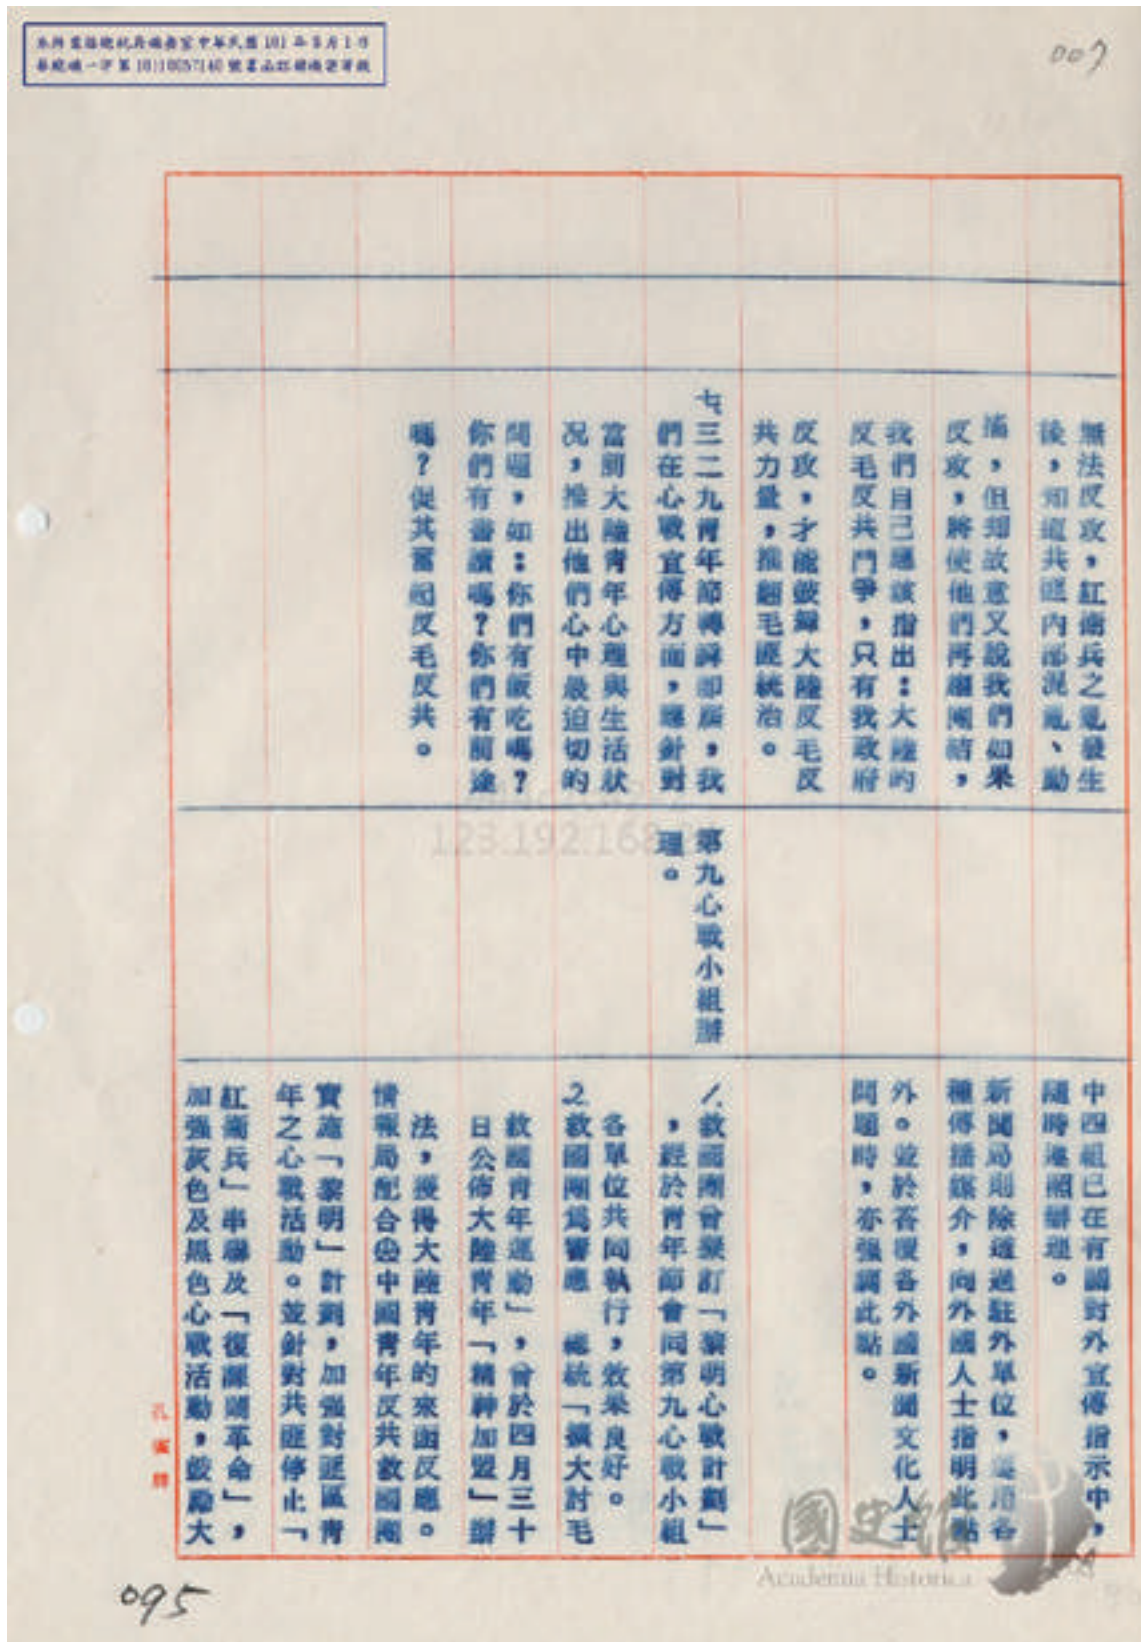 本件業經總統府機要室中華民國101年5月1日
華總機一字第10110057140號書函註銷機密等級
007
無法反攻,紅衛兵之亂發生
後,知道共匪內部混亂、動
盪,但卻故意又說我們如果
反攻,將使他們再趨團結,
我們自己應該指出:大陸的
反毛反共鬥爭,只有我政府
反攻,才能鼓舞大陸反毛反
共力量,推翻毛匪統治。
七、三二九青年節轉瞬即屆,我
們在心戰宣傳方面,應針對
當前大陸青年心理與生活狀
況,推出他們心中最迫切的
問題,如:你們有飯吃嗎?
你們有書讀嗎?你們有前途
嗎?促其奮起反毛反共。
第九心戰小組辦
理。
中四組已在有關對外宣傳指示中,
隨時遵照辦理。
新聞局則除透過駐外單位,運用各
種傳播媒介,向外國人士指明此點
外。並於答覆各外國新聞文化人士
問題時,亦強調此點。
1.救國團曾擬訂「黎明心戰計劃」
,經於青年節會同第九心戰小組
各單位共同執行,效果良好。
2.救國團為響應 總統「擴大討毛
救國青年運動」,曾於四月三十
日公佈大陸青年「精神加盟」辦
法,獲得大陸青年的來函反應。
情報局配合中國青年反共救國團
實施「黎明」計劃,加強對匪區青
年之心戰活動。並針對共匪停止「
紅衛兵」串聯及「復課鬧革命」,
加強灰色及黑色心戰活動,鼓勵大
孔雀牌
123.192.168
國史館
Academia Historica
095